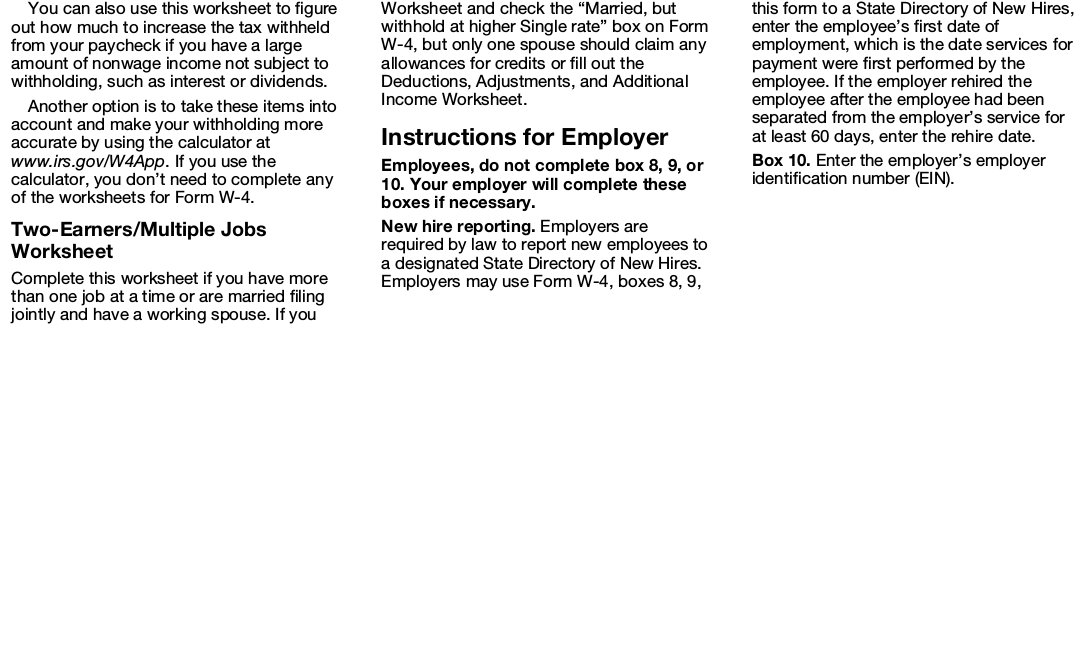 You can also use this worksheet to figure
out how much to increase the tax withheld
from your paycheck if you have a large
amount of nonwage income not subject to
withholding, such as interest or dividends.
Another option is to take these items into
account and make your withholding more
accurate by using the calculator at
www.irs.gov/W4App. If you use the
calculator, you don’t need to complete any
of the worksheets for Form W-4.
Two-Earners/Multiple Jobs
Worksheet
Complete this worksheet if you have more
than one job at a time or are married filing
jointly and have a working spouse. If you
Worksheet and check the “Married, but
withhold at higher Single rate” box on Form
W-4, but only one spouse should claim any
allowances for credits or fill out the
Deductions, Adjustments, and Additional
Income Worksheet.
Instructions for Employer
Employees, do not complete box 8, 9, or
10. Your employer will complete these
boxes if necessary.
New hire reporting. Employers are
required by law to report new employees to
a designated State Directory of New Hires.
Employers may use Form W-4, boxes 8, 9,
this form to a State Directory of New Hires,
enter the employee’s first date of
employment, which is the date services for
payment were first performed by the
employee. If the employer rehired the
employee after the employee had been
separated from the employer’s service for
at least 60 days, enter the rehire date.
Box 10. Enter the employer’s employer
identification number (EIN).